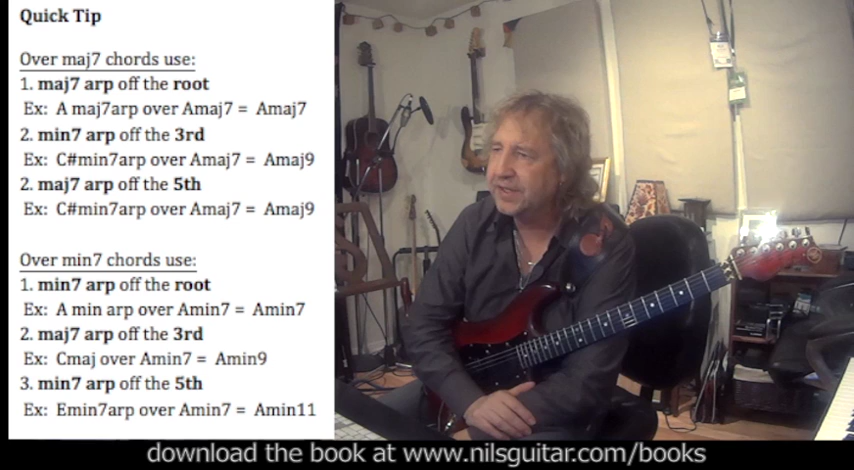 Quick Tip
Over maj7 chords use:
1. maj7 arp off the root
Ex: A maj7arp over Amaj7 = Amaj7
2. min7 arp off the 3rd
Ex: C#min7arp over Amaj7 = Amaj9
2. maj7 arp off the 5th
Ex: C#min7arp over Amaj7 = Amaj9
Over min7 chords use:
1. min7 arp off the root
Ex: A min arp over Amin7 = Amin7
2. maj7 arp off the 3rd
Ex: Cmaj over Amin7 = Amin9
3. min7 arp off the 5th
Ex: Emin7arp over Amin7 = Amin11
download the book at www.nilsguitar.com/books